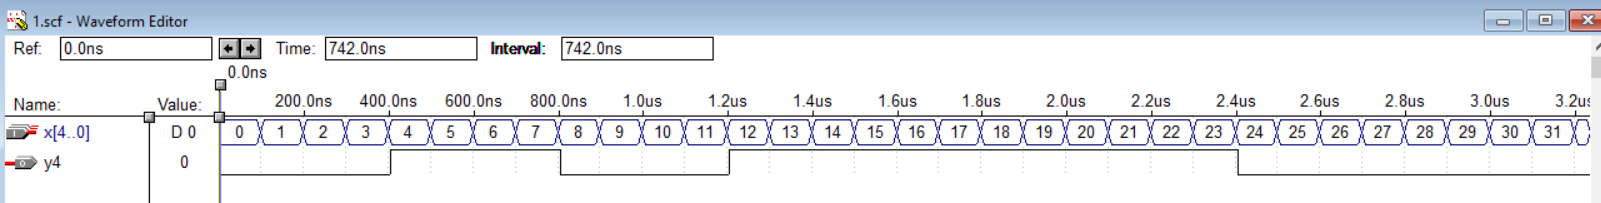 1.scf - Waveform Editor
Ref: 0.0ns Time: 742.0ns Interval: 742.0ns
0.0ns
Name: Value: 200.0ns 400.0ns 600.0ns 800.0ns 1.0us 1.2us 1.4us 1.6us 1.8us 2.0us 2.2us 2.4us 2.6us 2.8us 3.0us 3.2us
x[4..0] D 0 0 1 2 3 4 5 6 7 8 9 10 11 12 13 14 15 16 17 18 19 20 21 22 23 24 25 26 27 28 29 30 31
y4 0